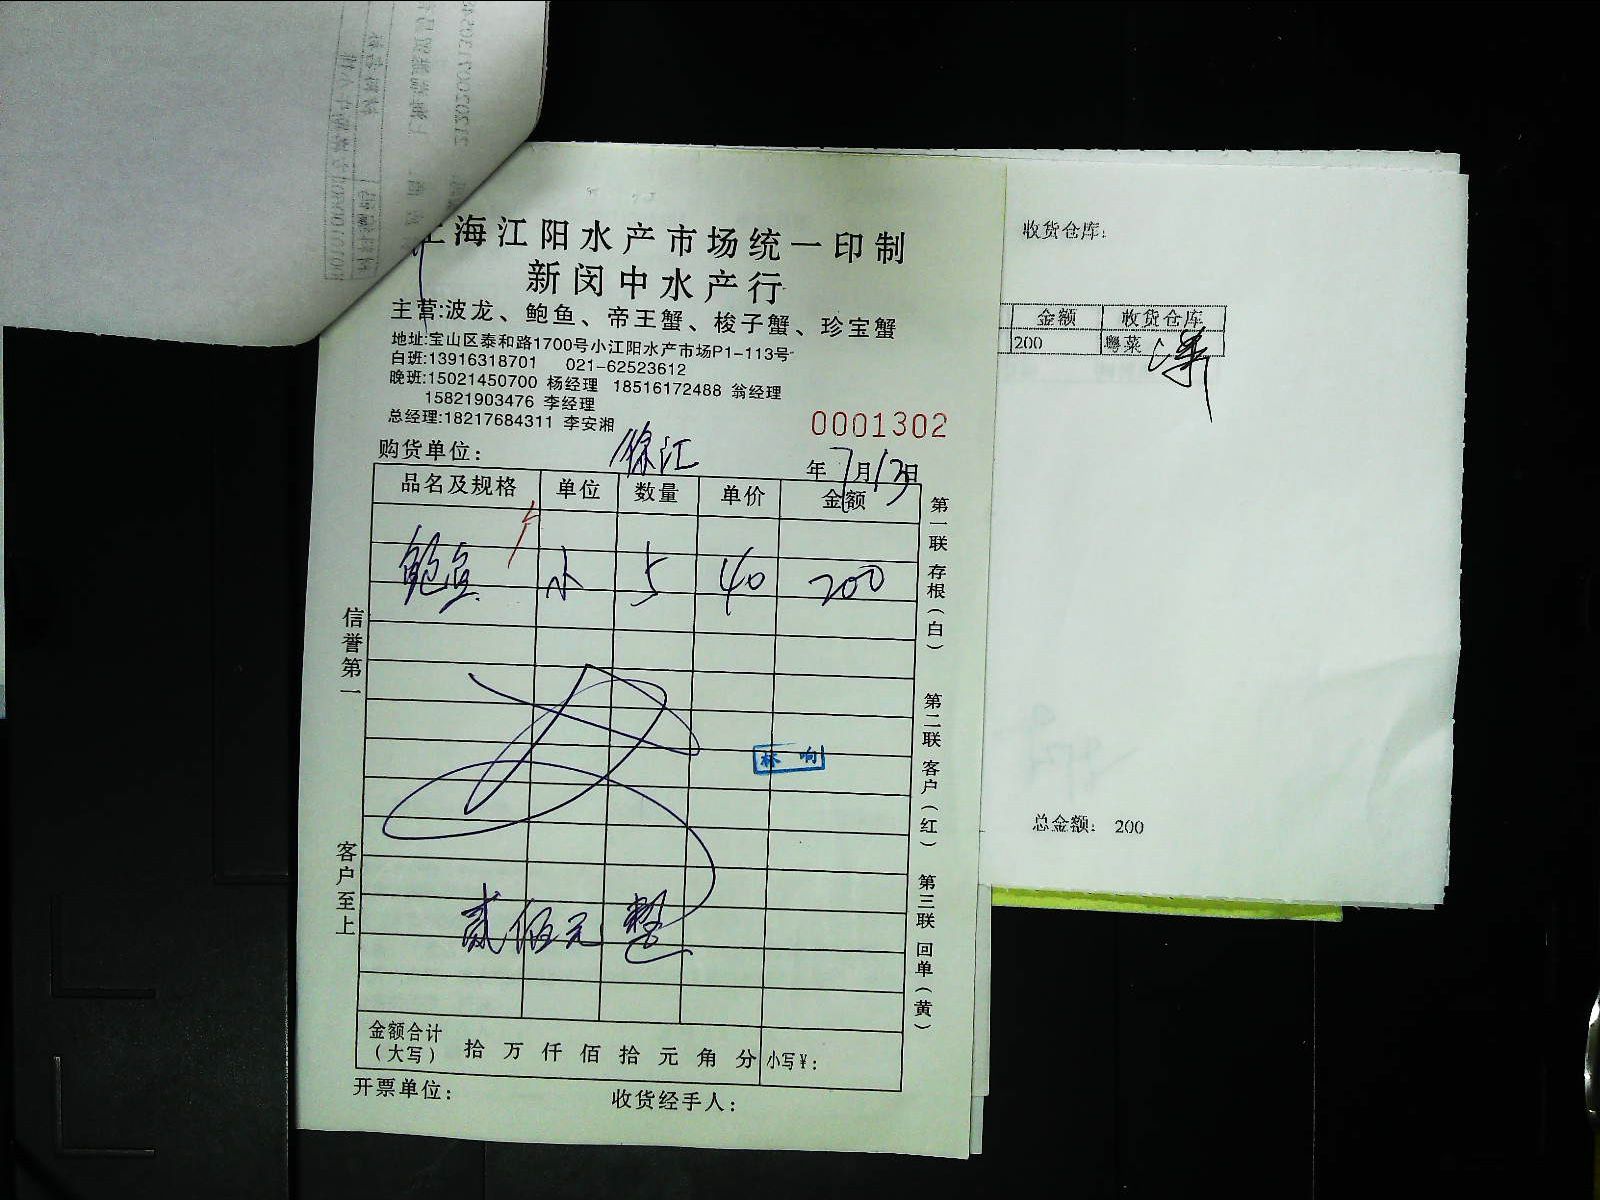 上海江阳水产市场统一印制
新闵中水产行
主营:波龙、鲍鱼、帝王蟹、梭子蟹、珍宝蟹
地址:宝山区泰和路1700号小江阳水产市场P1-113号
白班:13916318701 021-62523612
晚班:15021450700 杨经理 18516172488 翁经理
15821903476 李经理
总经理:18217684311 李安湘
0001302
购货单位: 徐江 年7月13日
品名及规格 单位 数量 单价 金额
鲍鱼 5 40 200
贰佰元 整
金额合计(大写) 拾 万 仟 佰 拾 元 角 分 小写¥:
开票单位: 收货经手人:
信誉第一
客户至上
第一联 存根(白)
第二联 客户(红)
第三联 回单(黄)
收货仓库:
金额 收货仓库
200 粤菜
总金额: 200